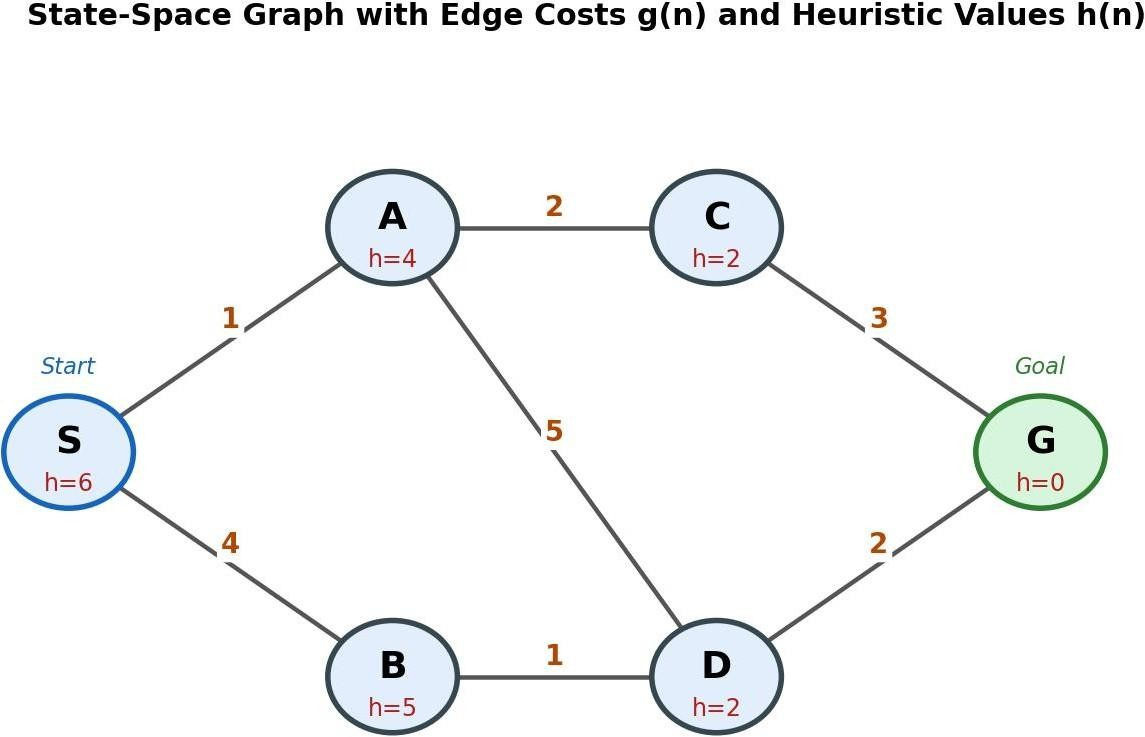 State-Space Graph with Edge Costs g(n) and Heuristic Values h(n)
A
h=4
2
C
h=2
1
3
Start
Goal
S
h=6
5
G
h=0
4
2
B
h=5
1
D
h=2